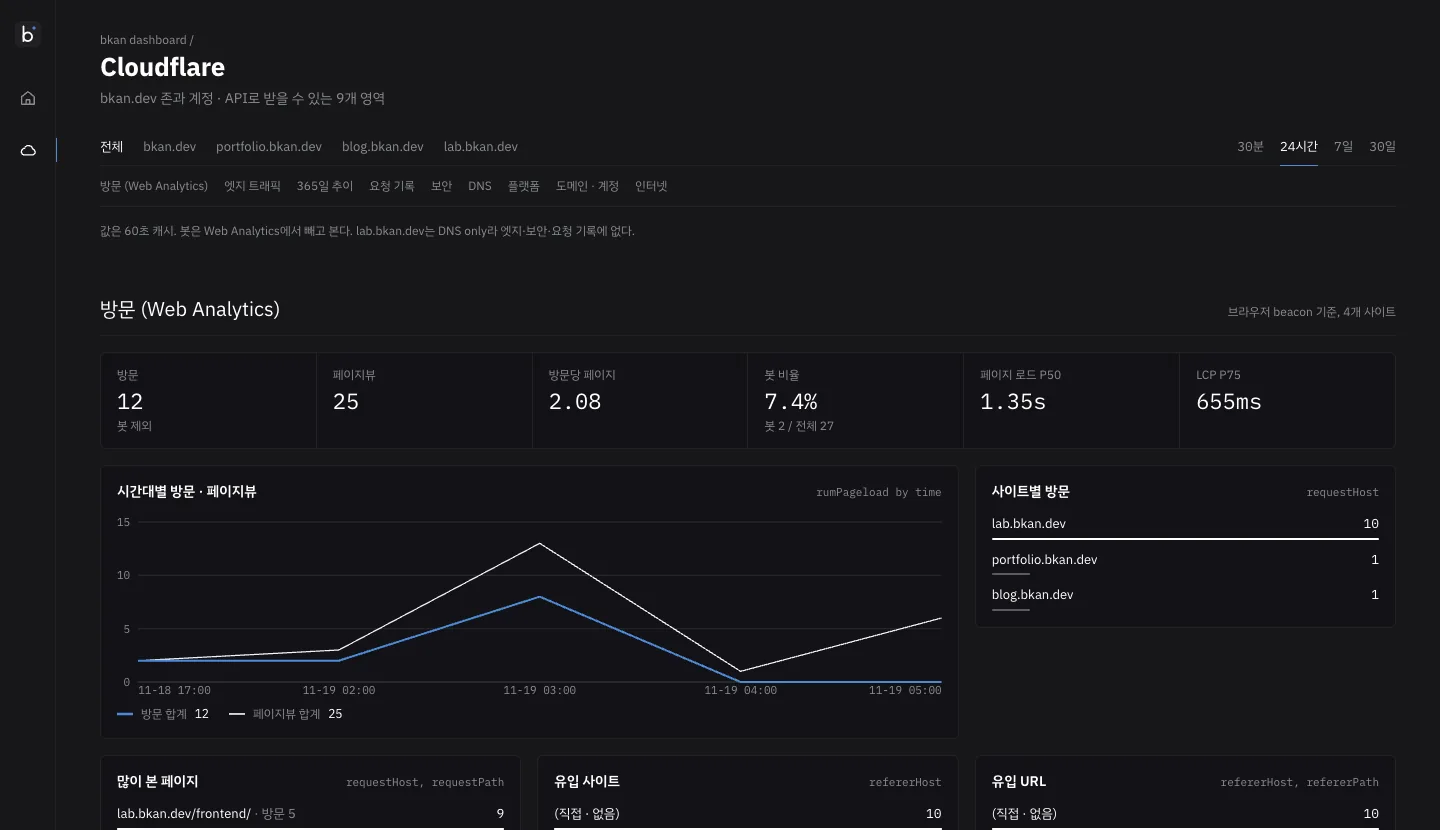 b
bkan dashboard /
Cloudflare
bkan.dev 존과 계정 · API로 받을 수 있는 9개 영역
전체 bkan.dev portfolio.bkan.dev blog.bkan.dev lab.bkan.dev 30분 24시간 7일 30일
방문 (Web Analytics) 엣지 트래픽 365일 추이 요청 기록 보안 DNS 플랫폼 도메인 · 계정 인터넷
값은 60초 캐시. 봇은 Web Analytics에서 빼고 본다. lab.bkan.dev는 DNS only라 엣지·보안·요청 기록에 없다.
방문 (Web Analytics) 브라우저 beacon 기준, 4개 사이트
방문 페이지뷰 방문당 페이지 봇 비율 페이지 로드 P50 LCP P75
12 25 2.08 7.4% 1.35s 655ms
봇 제외 봇 2 / 전체 27
시간대별 방문 · 페이지뷰 rumPageload by time
15
10
5
0
11-18 17:00 11-19 02:00 11-19 03:00 11-19 04:00 11-19 05:00
방문 합계 12 페이지뷰 합계 25
사이트별 방문 requestHost
lab.bkan.dev 10
portfolio.bkan.dev 1
blog.bkan.dev 1
많이 본 페이지 requestHost, requestPath
lab.bkan.dev/frontend/ · 방문 5 9
유입 사이트 refererHost
(직접 · 없음) 10
유입 URL refererHost, refererPath
(직접 · 없음) 10